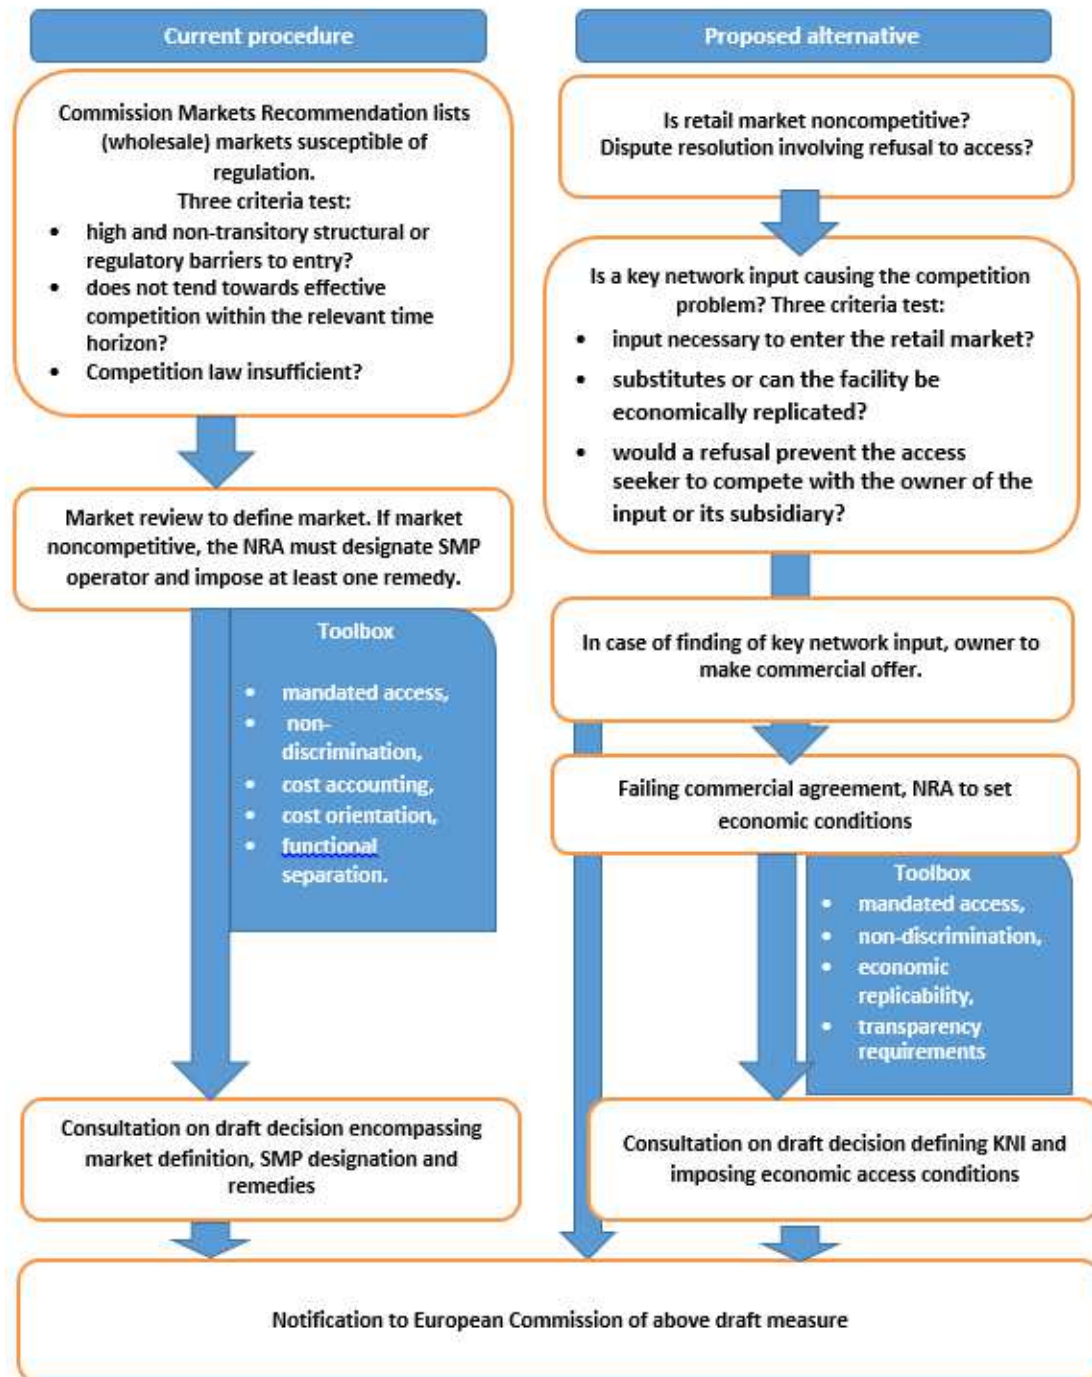 Current procedure
Commission Markets Recommendation lists
(wholesale) markets susceptible of
regulation.
Three criteria test:
• high and non-transitory structural or
regulatory barriers to entry?
• does not tend towards effective
competition within the relevant time
horizon?
• Competition law insufficient?
Market review to define market. If market
noncompetitive, the NRA must designate SMP
operator and impose at least one remedy.
Toolbox
• mandated access,
• non-
discrimination,
• cost accounting,
• cost orientation,
• functional
separation.
Consultation on draft decision encompassing
market definition, SMP designation and
remedies
Proposed alternative
Is retail market noncompetitive?
Dispute resolution involving refusal to access?
Is a key network input causing the competition
problem? Three criteria test:
• input necessary to enter the retail market?
• substitutes or can the facility be
economically replicated?
• would a refusal prevent the access
seeker to compete with the owner of the
input or its subsidiary?
In case of finding of key network input, owner to
make commercial offer.
Failing commercial agreement, NRA to set
economic conditions
Toolbox
• mandated access,
• non-discrimination,
• economic
replicability,
• transparency
requirements
Consultation on draft decision defining KNI and
imposing economic access conditions
Notification to European Commission of above draft measure